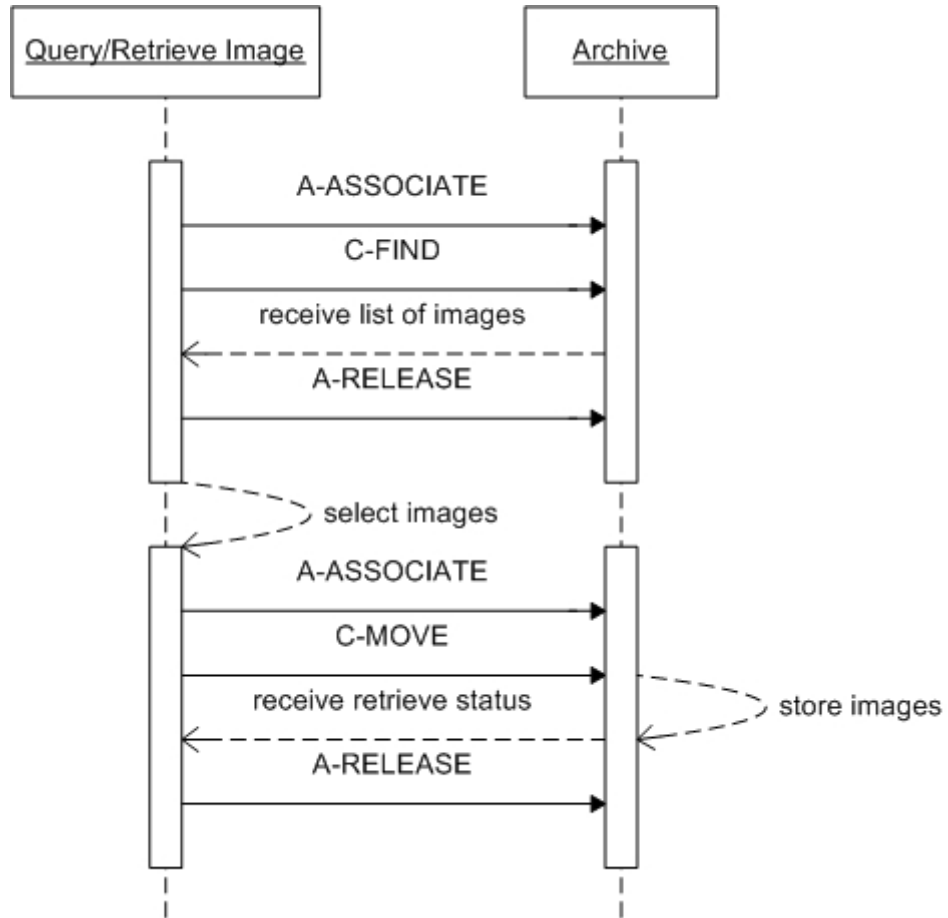 Query/Retrieve Image
Archive
A-ASSOCIATE
C-FIND
receive list of images
A-RELEASE
select images
A-ASSOCIATE
C-MOVE
receive retrieve status
store images
A-RELEASE